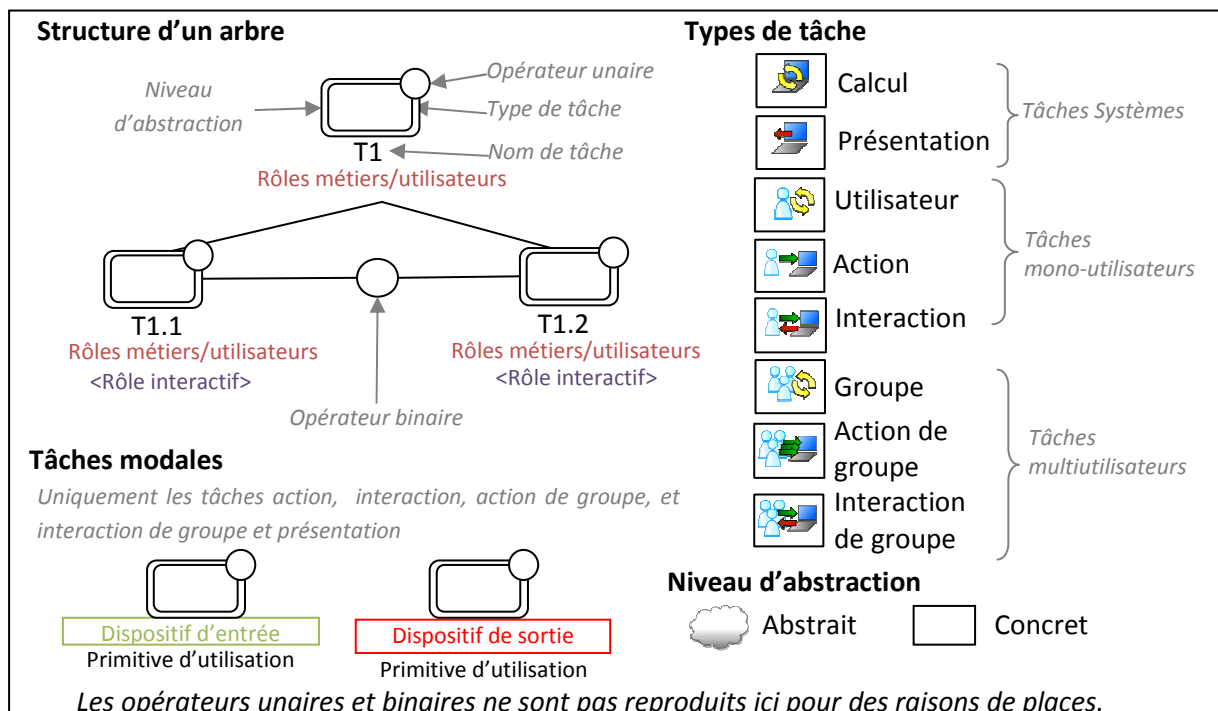 Structure d'un arbre
Opérateur unaire
Niveau
d'abstraction
Type de tâche
Nom de tâche
T1
Rôles métiers/utilisateurs
T1.1
Rôles métiers/utilisateurs
<Rôle interactif>
T1.2
Rôles métiers/utilisateurs
<Rôle interactif>
Opérateur binaire
Tâches modales
Uniquement les tâches action, interaction, action de groupe, et
interaction de groupe et présentation
Dispositif d'entrée
Primitive d'utilisation
Dispositif de sortie
Primitive d'utilisation
Types de tâche
Calcul
Présentation
Tâches Systèmes
Utilisateur
Action
Interaction
Tâches
mono-utilisateurs
Groupe
Action de
groupe
Interaction
de groupe
Tâches
multiutilisateurs
Niveau d'abstraction
Abstrait
Concret
Les opérateurs unaires et binaires ne sont pas reproduits ici pour des raisons de places.